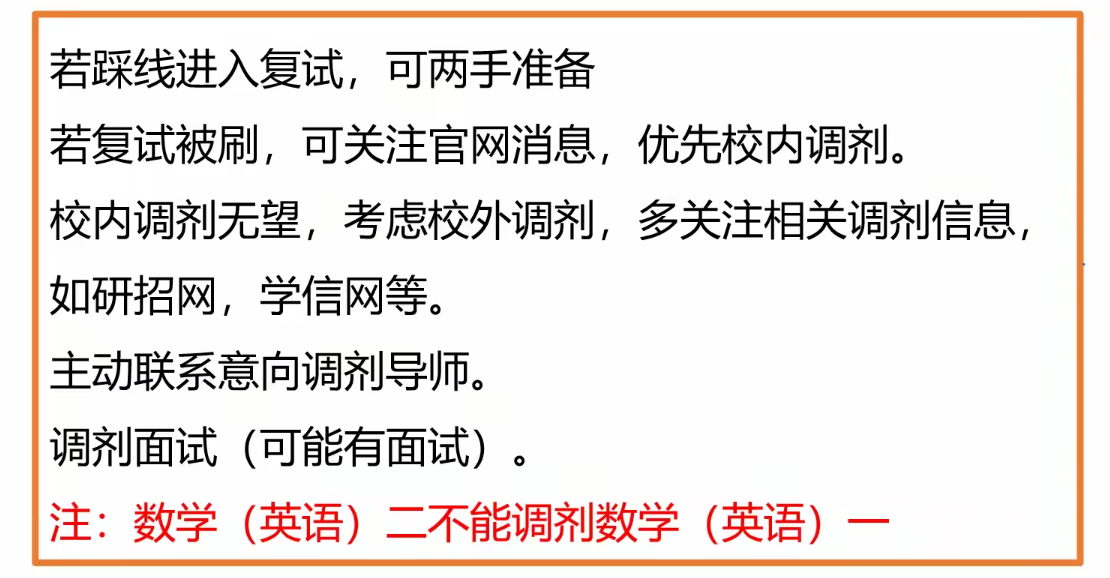 若踩线进入复试，可两手准备
若复试被刷，可关注官网消息，优先校内调剂。
校内调剂无望，考虑校外调剂，多关注相关调剂信息，
如研招网，学信网等。
主动联系意向调剂导师。
调剂面试（可能有面试）。
注：数学（英语）二不能调剂数学（英语）一